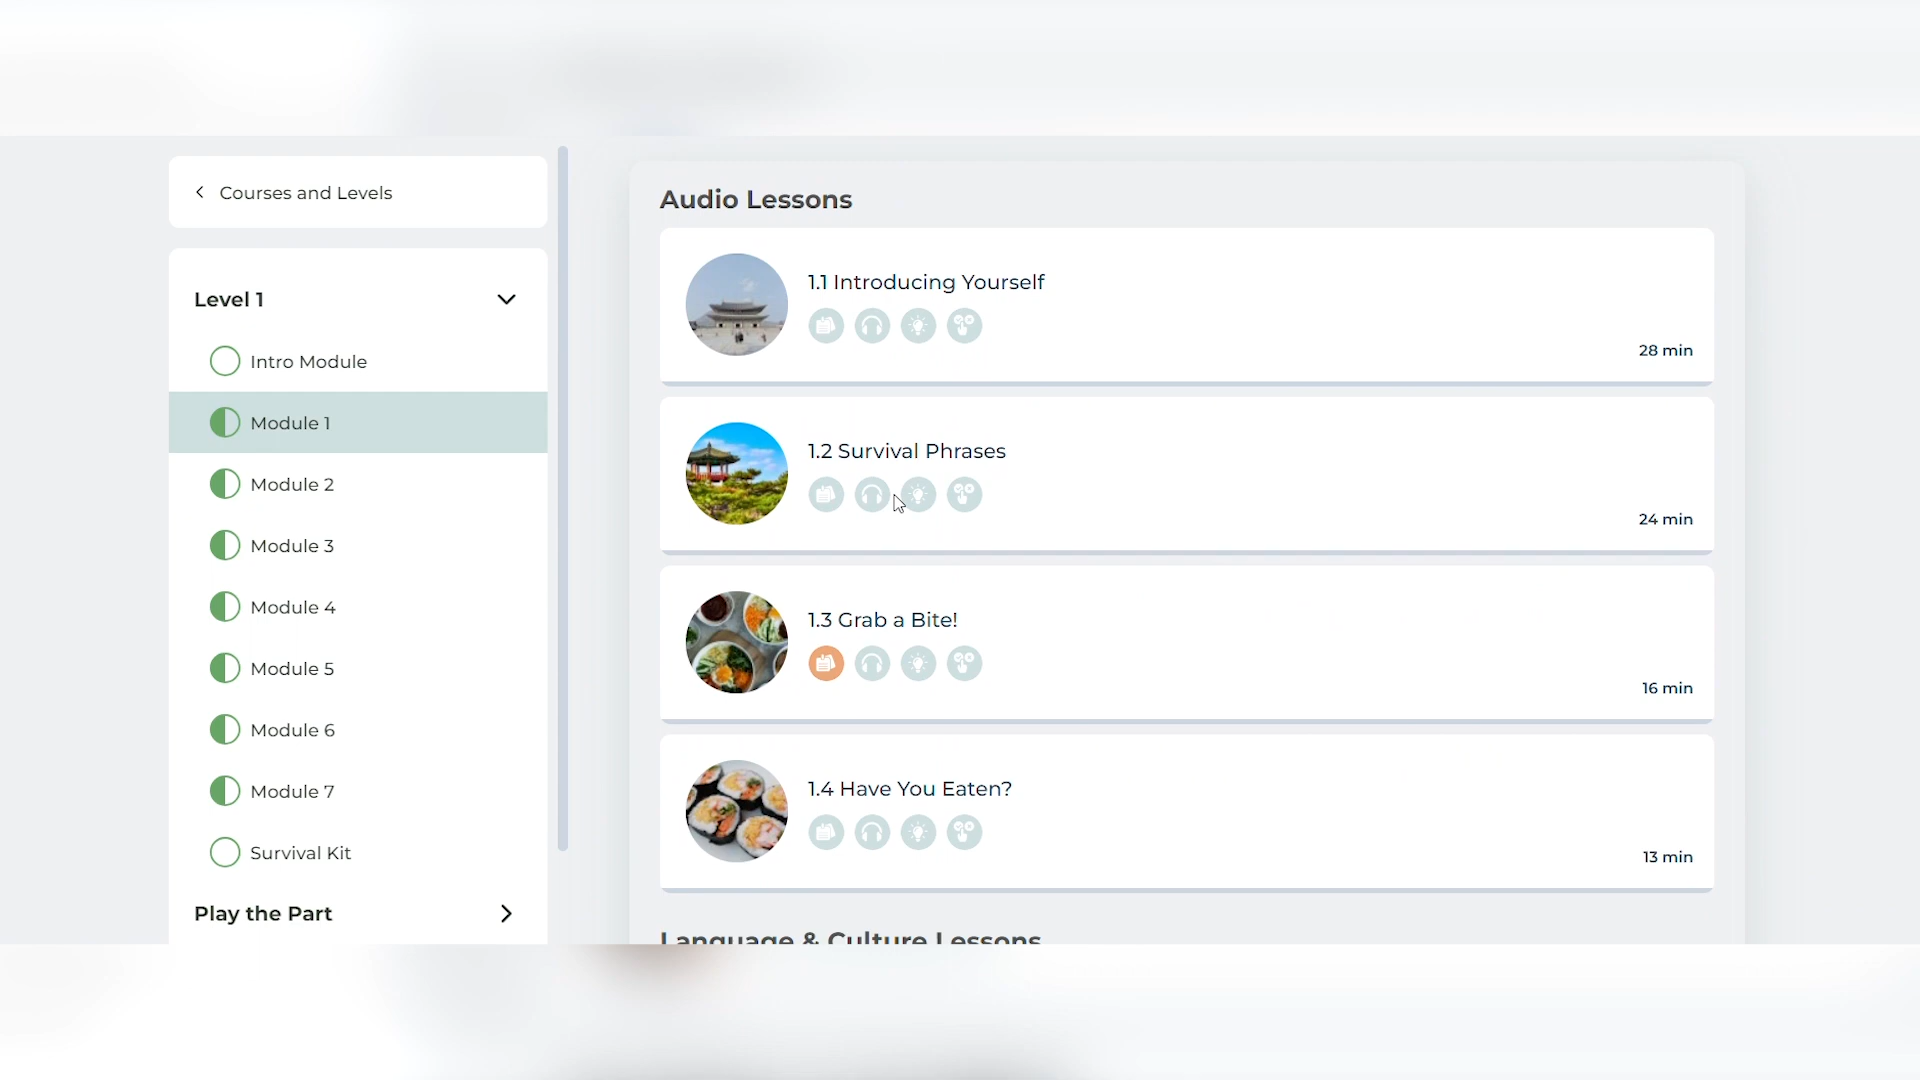 Courses and Levels
Level 1
Intro Module
Module 1
Module 2
Module 3
Module 4
Module 5
Module 6
Module 7
Survival Kit
Play the Part
Audio Lessons
1.1 Introducing Yourself
28 min
1.2 Survival Phrases
24 min
1.3 Grab a Bite!
16 min
1.4 Have You Eaten?
13 min
Language & Culture Lessons